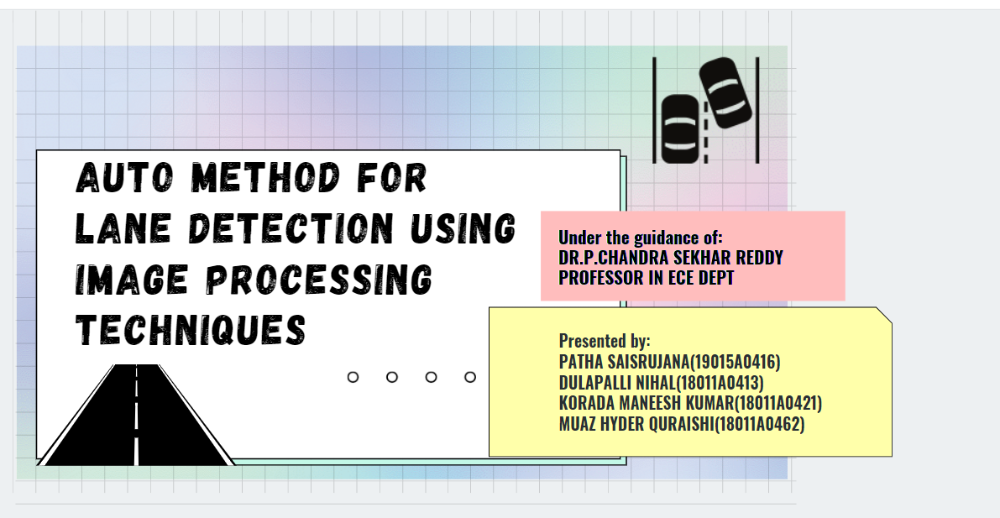 AUTO METHOD FOR
LANE DETECTION USING
IMAGE PROCESSING
TECHNIQUES
Under the guidance of:
DR.P.CHANDRA SEKHAR REDDY
PROFESSOR IN ECE DEPT
Presented by:
PATHA SAISRUJANA(19015A0416)
DULAPALLI NIHAL(18011A0413)
KORADA MANEESH KUMAR(18011A0421)
MUAZ HYDER QURAISHI(18011A0462)